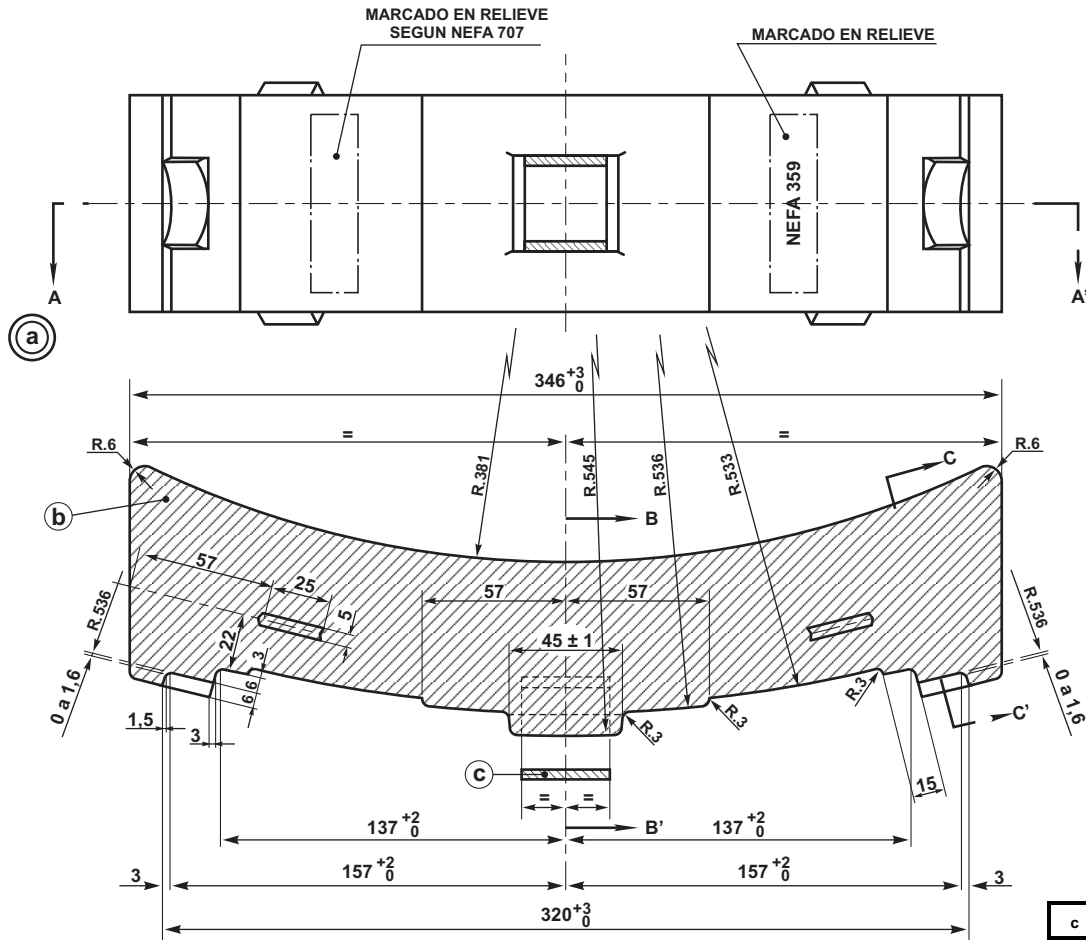 MARCADO EN RELIEVE
SEGUN NEFA 707
MARCADO EN RELIEVE
NEFA 359
A
A'
a
346 +3 0
=
=
R.6
R.6
R.381
R.545
R.536
R.533
C
b
B
57
25
5
57
57
R.536
22
3
45 ± 1
R.536
6
6
0 a 1,6
0 a 1,6
R.3
R.3
R.3
C'
1,5
3
c
15
=
=
B'
137 +2 0
137 +2 0
3
157 +2 0
157 +2 0
3
320 +3 0
c